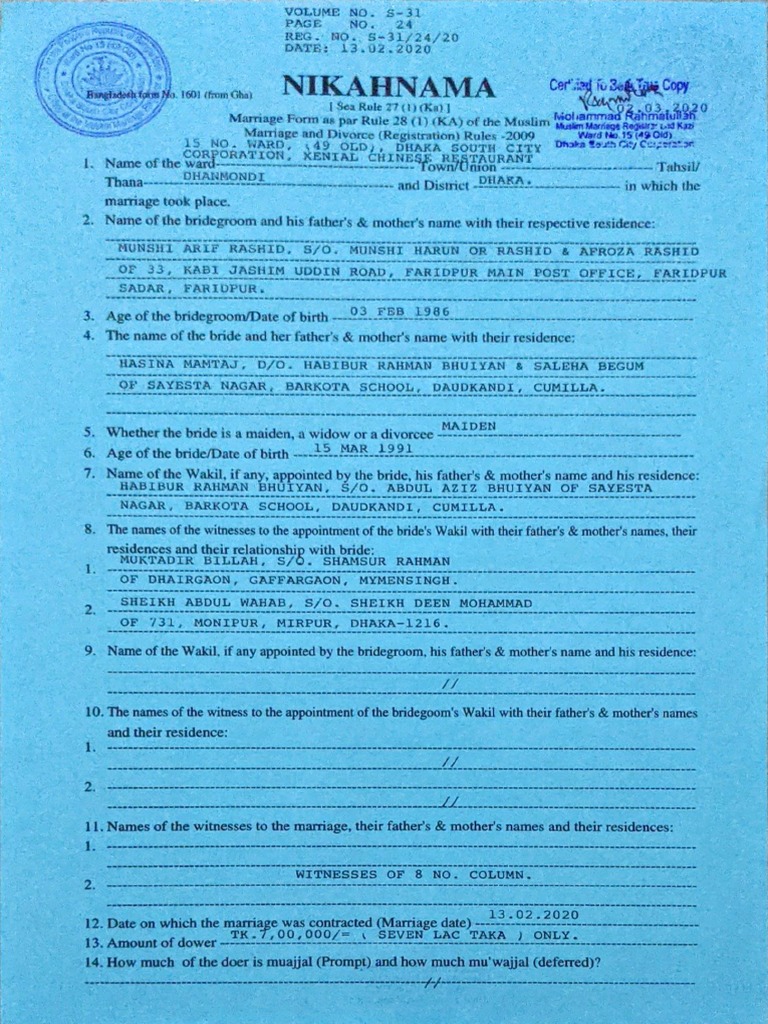 VOLUME NO. S-31
PAGE NO. 24
REG. NO. S-31/24/20
DATE: 13.02.2020
Bangladesh form No. 1601 (from Gha)
NIKAHNAMA
[ Sea Rule 27 (1) (Ka) ]
Marriage Form as par Rule 28 (1) (KA) of the Muslim
Marriage and Divorce (Registration) Rules -2009
Certified To Be True Copy
02.03.2020
Mohammad Rahmatullah
Muslim Marriage Registrar and Kazi
Ward No.15 (49 Old)
Dhaka South City Corporation
15 NO. WARD, (49 OLD), DHAKA SOUTH CITY
CORPORATION, XENIAL CHINESE RESTAURANT
1. Name of the ward Town/Union Tahsil/
Thana DHANMONDI and District DHAKA. in which the
marriage took place.
2. Name of the bridegroom and his father's & mother's name with their respective residence:
MUNSHI ARIF RASHID, S/O. MUNSHI HARUN OR RASHID & AFROZA RASHID
OF 33, KABI JASHIM UDDIN ROAD, FARIDPUR MAIN POST OFFICE, FARIDPUR
SADAR, FARIDPUR.
3. Age of the bridegroom/Date of birth 03 FEB 1986
4. The name of the bride and her father's & mother's name with their residence:
HASINA MAMTAJ, D/O. HABIBUR RAHMAN BHUIYAN & SALEHA BEGUM
OF SAYESTA NAGAR, BARKOTA SCHOOL, DAUDKANDI, CUMILLA.
5. Whether the bride is a maiden, a widow or a divorcee MAIDEN
6. Age of the bride/Date of birth 15 MAR 1991
7. Name of the Wakil, if any, appointed by the bride, his father's & mother's name and his residence:
HABIBUR RAHMAN BHUIYAN, S/O. ABDUL AZIZ BHUIYAN OF SAYESTA
NAGAR, BARKOTA SCHOOL, DAUDKANDI, CUMILLA.
8. The names of the witnesses to the appointment of the bride's Wakil with their father's & mother's names, their
residences and their relationship with bride:
1. MUKTADIR BILLAH, S/O. SHAMSUR RAHMAN
OF DHAIRGAON, GAFFARGAON, MYMENSINGH.
2. SHEIKH ABDUL WAHAB, S/O. SHEIKH DEEN MOHAMMAD
OF 731, MONIPUR, MIRPUR, DHAKA-1216.
9. Name of the Wakil, if any appointed by the bridegroom, his father's & mother's name and his residence:
//
10. The names of the witness to the appointment of the bridegoom's Wakil with their father's & mother's names
and their residence:
1.
//
2.
//
11. Names of the witnesses to the marriage, their father's & mother's names and their residences:
1.
WITNESSES OF 8 NO. COLUMN.
2.
12. Date on which the marriage was contracted (Marriage date) 13.02.2020
13. Amount of dower TK.7,00,000/= ( SEVEN LAC TAKA ) ONLY.
14. How much of the doer is muajjal (Prompt) and how much mu'wajjal (deferred)?
//